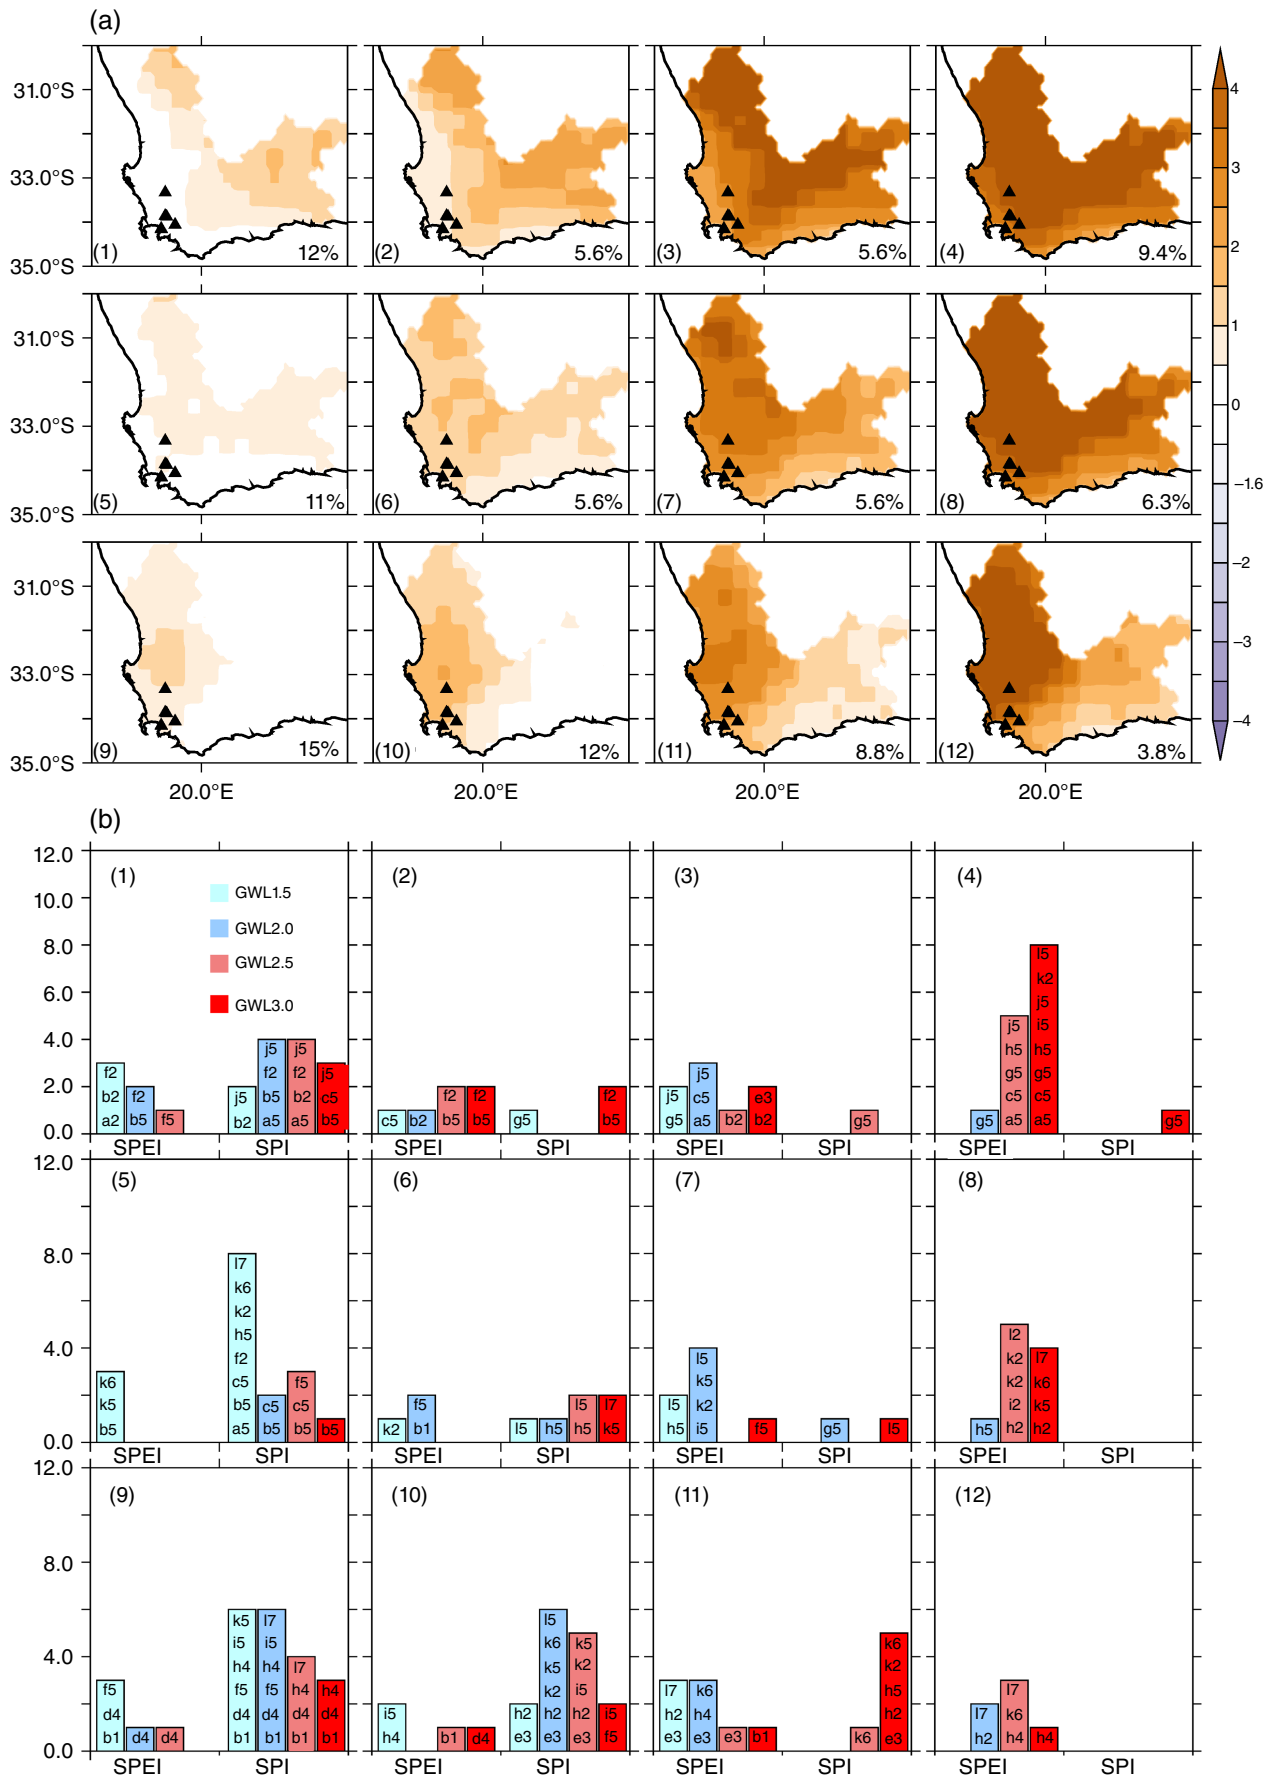 (a)
31.0°S
33.0°S
35.0°S
(1) 12%
(2) 5.6%
(3) 5.6%
(4) 9.4%
31.0°S
33.0°S
35.0°S
(5) 11%
(6) 5.6%
(7) 5.6%
(8) 6.3%
31.0°S
33.0°S
35.0°S
(9) 15%
(10) 12%
(11) 8.8%
(12) 3.8%
20.0°E 20.0°E 20.0°E 20.0°E
4
3
2
1
0
−1.6
−2
−3
−4
(b)
12.0
10.0
8.0
6.0
4.0
2.0
0.0
(1)
GWL1.5
GWL2.0
GWL2.5
GWL3.0
f2
b2
a2
f2
b5
f5
j5
b2
j5
f2
b5
a5
j5
f2
b2
a5
j5
c5
b5
SPEI SPI
(2)
c5
b2
f2
b5
f2
b5
g5
f2
b5
SPEI SPI
(3)
j5
g5
j5
c5
a5
b2
e3
b2
g5
SPEI SPI
(4)
g5
j5
h5
g5
c5
a5
l5
k2
j5
i5
h5
g5
c5
a5
g5
SPEI SPI
12.0
8.0
4.0
0.0
(5)
k6
k5
b5
l7
k6
k2
h5
f2
c5
b5
a5
c5
b5
f5
c5
b5
b5
SPEI SPI
(6)
k2
f5
b1
l5
h5
l5
h5
l7
k5
SPEI SPI
(7)
l5
h5
l5
k5
k2
i5
f5
g5
l5
SPEI SPI
(8)
h5
l2
k2
k2
i2
h2
l7
k6
k5
h2
SPEI SPI
12.0
8.0
4.0
0.0
(9)
f5
d4
b1
d4
d4
k5
i5
h4
f5
d4
b1
l7
i5
h4
f5
d4
b1
l7
h4
d4
b1
h4
d4
b1
SPEI SPI
(10)
i5
h4
b1
d4
h2
e3
l5
k6
k5
k2
h2
e3
k5
k2
i5
h2
e3
i5
f5
SPEI SPI
(11)
l7
h2
e3
k6
h4
e3
e3
b1
k6
k6
k2
h5
h2
e3
SPEI SPI
(12)
l7
h2
l7
k6
h4
h4
SPEI SPI